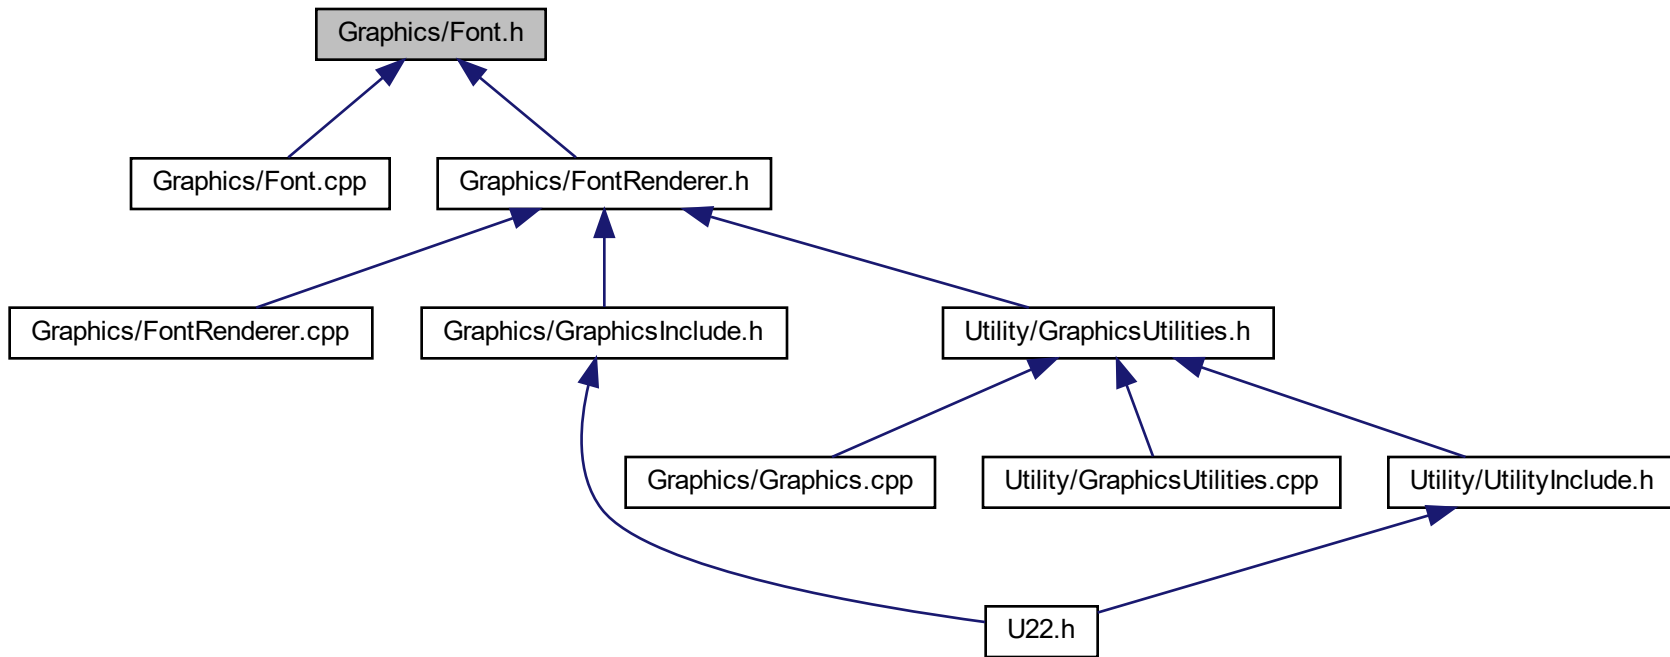 Graphics/Font.h
Graphics/Font.cpp
Graphics/FontRenderer.h
Graphics/FontRenderer.cpp
Graphics/GraphicsInclude.h
Utility/GraphicsUtilities.h
Graphics/Graphics.cpp
Utility/GraphicsUtilities.cpp
Utility/UtilityInclude.h
U22.h